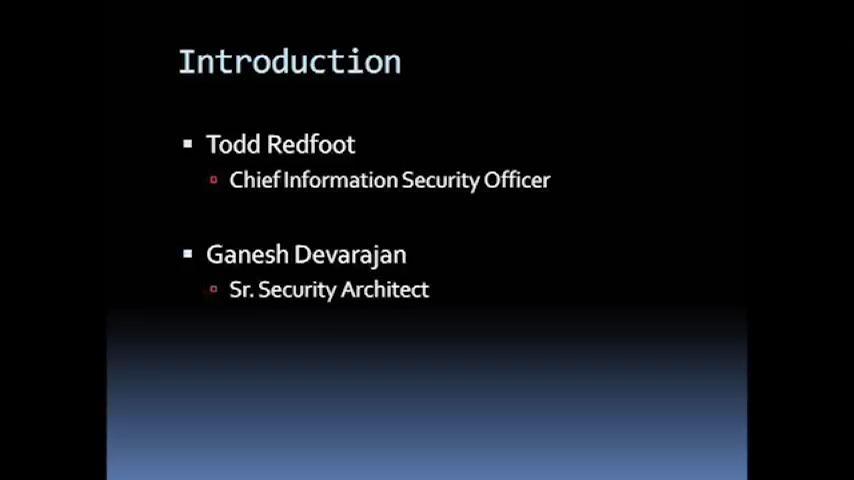 Introduction
Todd Redfoot
Chief Information Security Officer
Ganesh Devarajan
Sr. Security Architect